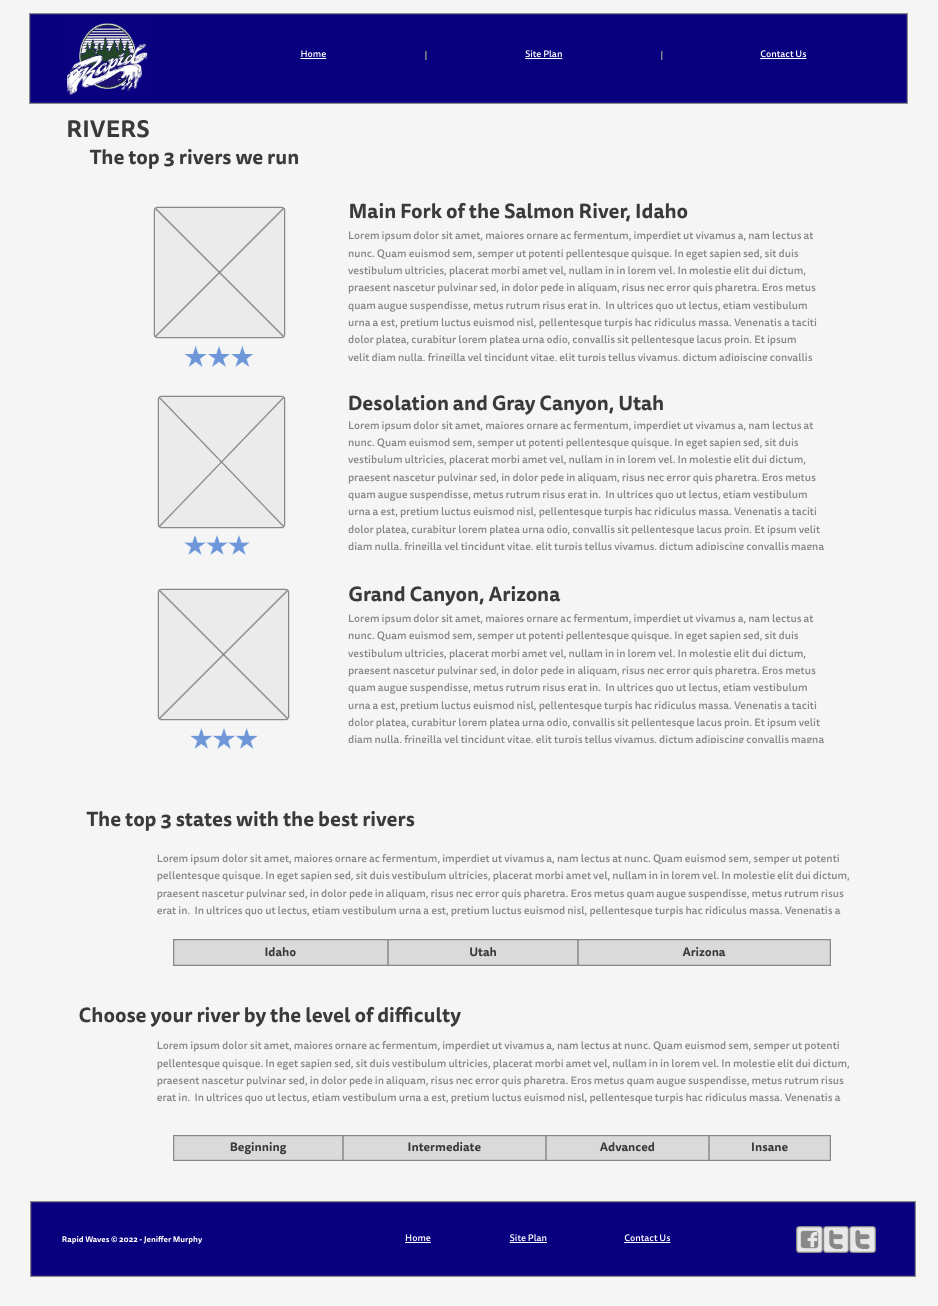 Rapid
Home | Site Plan | Contact Us
RIVERS
The top 3 rivers we run
Main Fork of the Salmon River, Idaho
Lorem ipsum dolor sit amet, maiores ornare ac fermentum, imperdiet ut vivamus a, nam lectus at
nunc. Quam euismod sem, semper ut potenti pellentesque quisque. In eget sapien sed, sit duis
vestibulum ultricies, placerat morbi amet vel, nullam in in lorem vel. In molestie elit dui dictum,
praesent nascetur pulvinar sed, in dolor pede in aliquam, risus nec error quis pharetra. Eros metus
quam augue suspendisse, metus rutrum risus erat in.  In ultrices quo ut lectus, etiam vestibulum
urna a est, pretium luctus euismod nisl, pellentesque turpis hac ridiculus massa. Venenatis a taciti
dolor platea, curabitur lorem platea urna odio, convallis sit pellentesque lacus proin. Et ipsum
velit diam nulla, fringilla vel tincidunt vitae, elit turpis tellus vivamus, dictum adipiscing convallis
Desolation and Gray Canyon, Utah
Lorem ipsum dolor sit amet, maiores ornare ac fermentum, imperdiet ut vivamus a, nam lectus at
nunc. Quam euismod sem, semper ut potenti pellentesque quisque. In eget sapien sed, sit duis
vestibulum ultricies, placerat morbi amet vel, nullam in in lorem vel. In molestie elit dui dictum,
praesent nascetur pulvinar sed, in dolor pede in aliquam, risus nec error quis pharetra. Eros metus
quam augue suspendisse, metus rutrum risus erat in.  In ultrices quo ut lectus, etiam vestibulum
urna a est, pretium luctus euismod nisl, pellentesque turpis hac ridiculus massa. Venenatis a taciti
dolor platea, curabitur lorem platea urna odio, convallis sit pellentesque lacus proin. Et ipsum velit
diam nulla, fringilla vel tincidunt vitae, elit turpis tellus vivamus, dictum adipiscing convallis magna
Grand Canyon, Arizona
Lorem ipsum dolor sit amet, maiores ornare ac fermentum, imperdiet ut vivamus a, nam lectus at
nunc. Quam euismod sem, semper ut potenti pellentesque quisque. In eget sapien sed, sit duis
vestibulum ultricies, placerat morbi amet vel, nullam in in lorem vel. In molestie elit dui dictum,
praesent nascetur pulvinar sed, in dolor pede in aliquam, risus nec error quis pharetra. Eros metus
quam augue suspendisse, metus rutrum risus erat in.  In ultrices quo ut lectus, etiam vestibulum
urna a est, pretium luctus euismod nisl, pellentesque turpis hac ridiculus massa. Venenatis a taciti
dolor platea, curabitur lorem platea urna odio, convallis sit pellentesque lacus proin. Et ipsum velit
diam nulla, fringilla vel tincidunt vitae, elit turpis tellus vivamus, dictum adipiscing convallis magna
The top 3 states with the best rivers
Lorem ipsum dolor sit amet, maiores ornare ac fermentum, imperdiet ut vivamus a, nam lectus at nunc. Quam euismod sem, semper ut potenti
pellentesque quisque. In eget sapien sed, sit duis vestibulum ultricies, placerat morbi amet vel, nullam in in lorem vel. In molestie elit dui dictum,
praesent nascetur pulvinar sed, in dolor pede in aliquam, risus nec error quis pharetra. Eros metus quam augue suspendisse, metus rutrum risus
erat in.  In ultrices quo ut lectus, etiam vestibulum urna a est, pretium luctus euismod nisl, pellentesque turpis hac ridiculus massa. Venenatis a
Idaho Utah Arizona
Choose your river by the level of difficulty
Lorem ipsum dolor sit amet, maiores ornare ac fermentum, imperdiet ut vivamus a, nam lectus at nunc. Quam euismod sem, semper ut potenti
pellentesque quisque. In eget sapien sed, sit duis vestibulum ultricies, placerat morbi amet vel, nullam in in lorem vel. In molestie elit dui dictum,
praesent nascetur pulvinar sed, in dolor pede in aliquam, risus nec error quis pharetra. Eros metus quam augue suspendisse, metus rutrum risus
erat in.  In ultrices quo ut lectus, etiam vestibulum urna a est, pretium luctus euismod nisl, pellentesque turpis hac ridiculus massa. Venenatis a
Beginning Intermediate Advanced Insane
Rapid Waves © 2022 - Jeniffer Murphy Home Site Plan Contact Us